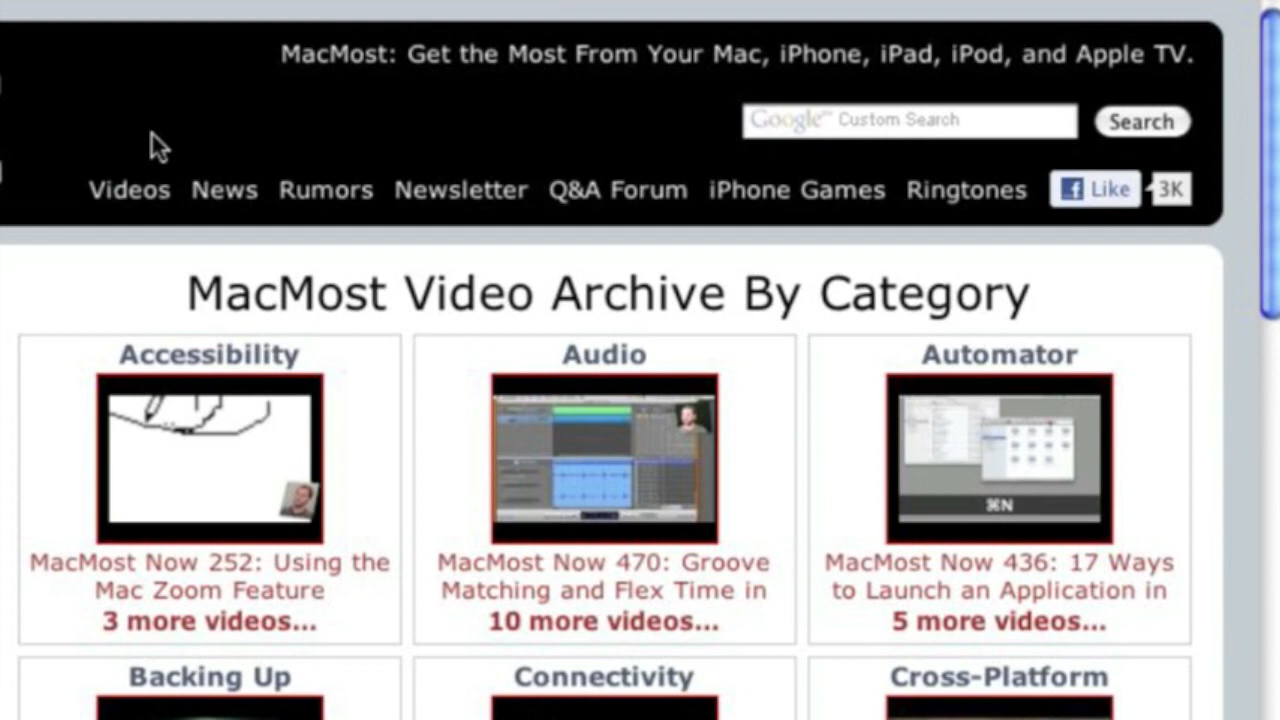 MacMost: Get the Most From Your Mac, iPhone, iPad, iPod, and Apple TV.
Google™ Custom Search
Search
Videos News Rumors Newsletter Q&A Forum iPhone Games Ringtones Like 3K
MacMost Video Archive By Category
Accessibility
MacMost Now 252: Using the
Mac Zoom Feature
3 more videos...
Audio
MacMost Now 470: Groove
Matching and Flex Time in
10 more videos...
Automator
⌘N
MacMost Now 436: 17 Ways
to Launch an Application in
5 more videos...
Backing Up
Connectivity
Cross-Platform